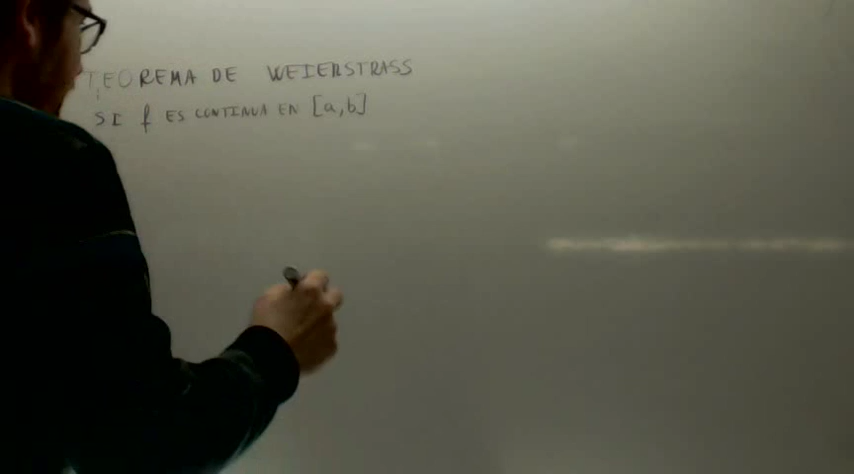 TEOREMA DE WEIERSTRASS
SI f ES CONTINUA EN [a,b]